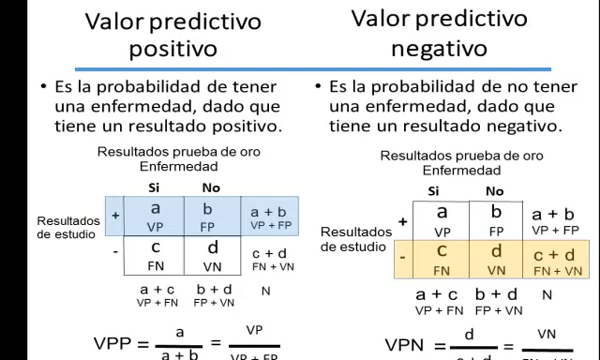 Valor predictivo
positivo
• Es la probabilidad de tener
una enfermedad, dado que
tiene un resultado positivo.
Resultados prueba de oro
Enfermedad
Si No
Resultados
de estudio
+ a b a + b
VP FP VP + FP
- c d c + d
FN VN FN + VN
a + c b + d N
VP + FN FP + VN
VPP = a = VP
a + b VP + FP
Valor predictivo
negativo
• Es la probabilidad de no tener
una enfermedad, dado que
tiene un resultado negativo.
Resultados prueba de oro
Enfermedad
Si No
Resultados
de estudio
+ a b a + b
VP FP VP + FP
- c d c + d
FN VN FN + VN
a + c b + d N
VP + FN FP + VN
VPN = d = VN
c + d